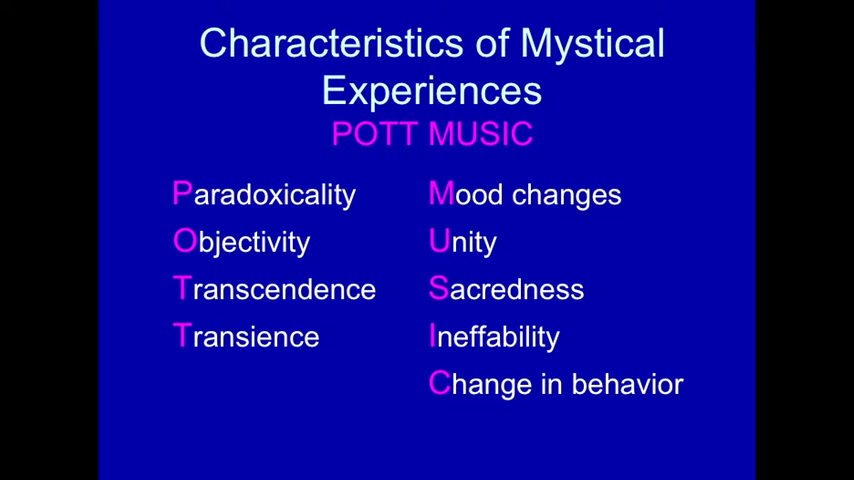 Characteristics of Mystical
Experiences
POTT MUSIC
Paradoxicality
Objectivity
Transcendence
Transience
Mood changes
Unity
Sacredness
Ineffability
Change in behavior